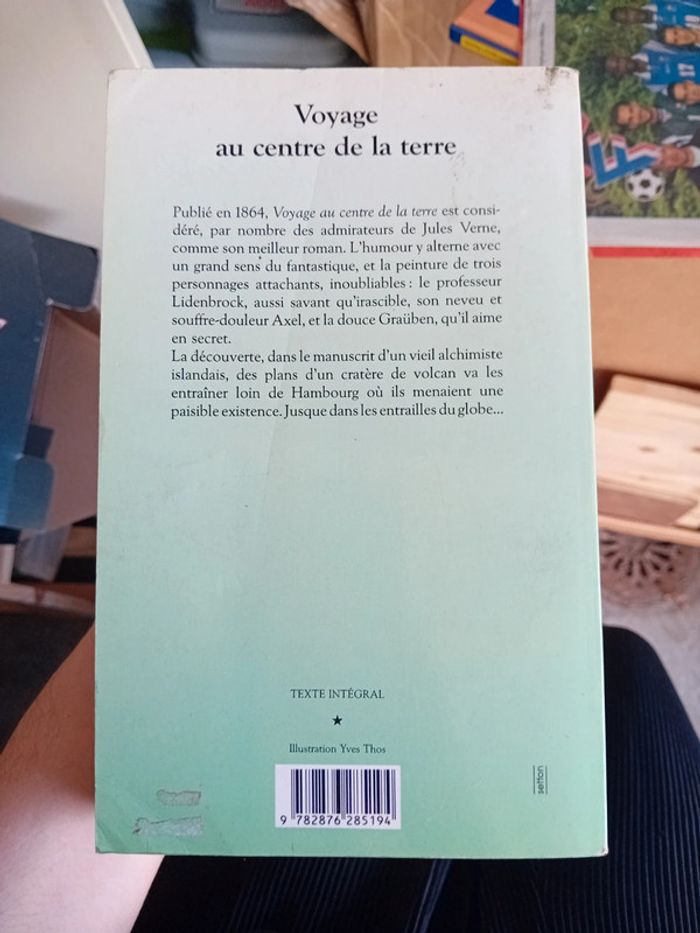 Voyage
au centre de la terre
Publié en 1864, Voyage au centre de la terre est consi-
déré, par nombre des admirateurs de Jules Verne,
comme son meilleur roman. L'humour y alterne avec
un grand sens du fantastique, et la peinture de trois
personnages attachants, inoubliables : le professeur
Lidenbrock, aussi savant qu'irascible, son neveu et
souffre-douleur Axel, et la douce Graüben, qu'il aime
en secret.
La découverte, dans le manuscrit d'un vieil alchimiste
islandais, des plans d'un cratère de volcan va les
entraîner loin de Hambourg où ils menaient une
paisible existence. Jusque dans les entrailles du globe...
TEXTE INTÉGRAL
★
Illustration Yves Thos
9 782876 285194
17